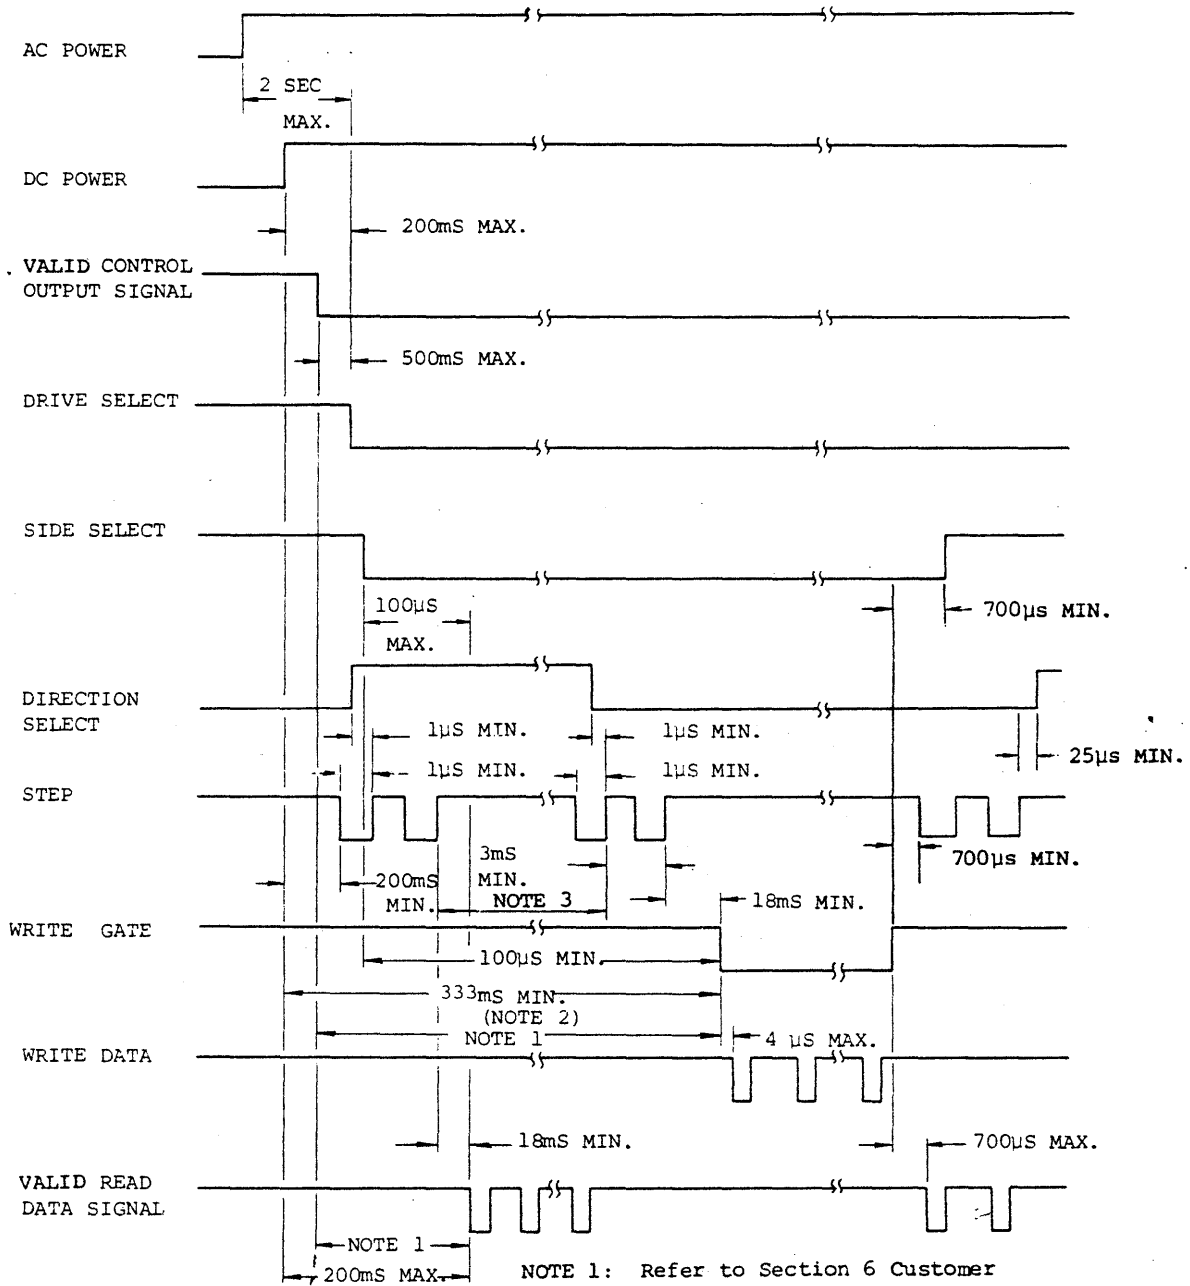 AC POWER
2 SEC
MAX.
DC POWER
200mS MAX.
VALID CONTROL
OUTPUT SIGNAL
500mS MAX.
DRIVE SELECT
SIDE SELECT
100µS
MAX.
700µs MIN.
DIRECTION
SELECT
1µS MIN.
1µS MIN.
25µs MIN.
1µS MIN.
1µS MIN.
STEP
3mS
MIN.
NOTE 3
200mS
MIN.
700µs MIN.
18mS MIN.
WRITE GATE
100µS MIN.
333mS MIN.
(NOTE 2)
NOTE 1
WRITE DATA
4 µS MAX.
18mS MIN.
700µS MAX.
VALID READ
DATA SIGNAL
NOTE 1
200mS MAX
NOTE 1: Refer to Section 6 Customer